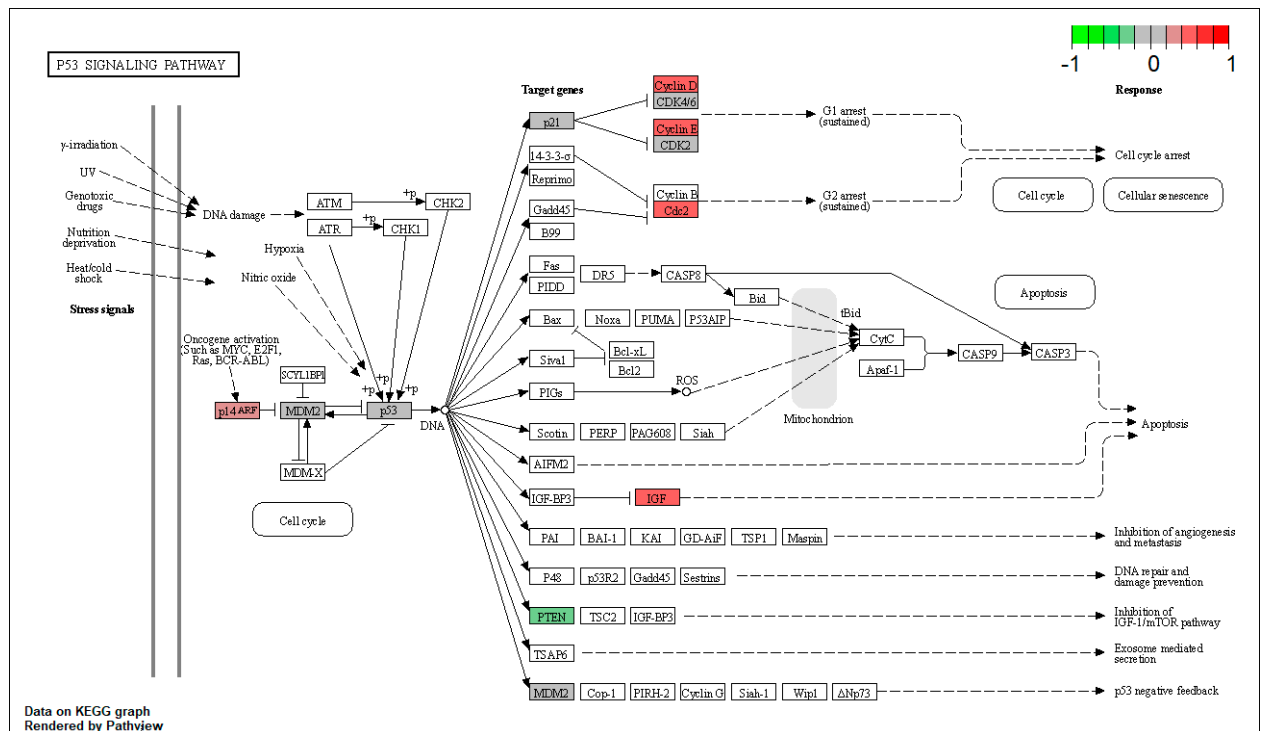 P53 SIGNALING PATHWAY
-1 0 1
Target genes
Response
Cyclin D
CDK4/6
p21
G1 arrest
(sustained)
Cyclin E
CDK2
γ-irradiation
UV
Genotoxic
drugs
Nutrition
deprivation
Heat/cold
shock
Stress signals
DNA damage
ATM
+p
CHK2
ATR
+p
CHK1
Hypoxia
Nitric oxide
14-3-3-σ
Reprimo
Cyclin B
Cdc2
G2 arrest
(sustained)
Gadd45
B99
Cell cycle arrest
Cell cycle
Cellular senescence
Fas
PIDD
DR5
CASP8
Bid
tBid
Apoptosis
Bax
Noxa
PUMA
P53AIP
CytC
Bcl-xL
Bcl2
Siva1
Apaf-1
CASP9
CASP3
Oncogene activation
(Such as MYC, E2F1,
Ras, BCR-ABL)
SCYL1BP1
+p
+p
+p
p14 ARF
MDM2
p53
DNA
MDM-X
Cell cycle
PIGs
ROS
Mitochondrion
Scotin
PERP
PAG608
Siah
Apoptosis
AIFM2
IGF-BP3
IGF
PAI
BAI-1
KAI
GD-AiF
TSP1
Maspin
Inhibition of angiogenesis
and metastasis
P48
p53R2
Gadd45
Sestrins
DNA repair and
damage prevention
PTEN
TSC2
IGF-BP3
Inhibition of
IGF-1/mTOR pathway
TSAP6
Exosome mediated
secretion
MDM2
Cop-1
PIRH-2
Cyclin G
Siah-1
Wip1
ΔNp73
p53 negative feedback
Data on KEGG graph
Rendered by Pathview